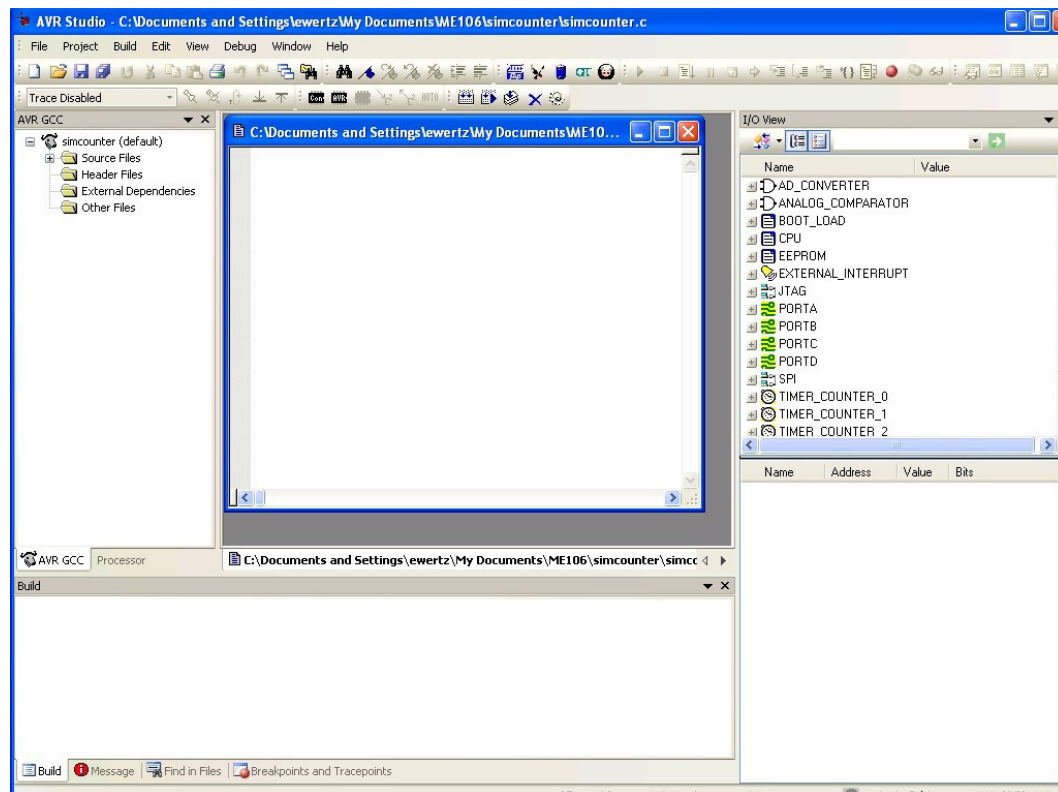 AVR Studio - C:\Documents and Settings\ewertz\My Documents\ME106\simcounter\simcounter.c
File Project Build Edit View Debug Window Help
Trace Disabled
Con AVR AUTO
AVR GCC
simcounter (default)
Source Files
Header Files
External Dependencies
Other Files
AVR GCC Processor
C:\Documents and Settings\ewertz\My Documents\ME10...
C:\Documents and Settings\ewertz\My Documents\ME106\simcounter\simcc
I/O View
Name Value
AD_CONVERTER
ANALOG_COMPARATOR
BOOT_LOAD
CPU
EEPROM
EXTERNAL_INTERRUPT
JTAG
PORTA
PORTB
PORTC
PORTD
SPI
TIMER_COUNTER_0
TIMER_COUNTER_1
TIMER_COUNTER_2
Name Address Value Bits
Build
Build Message Find in Files Breakpoints and Tracepoints